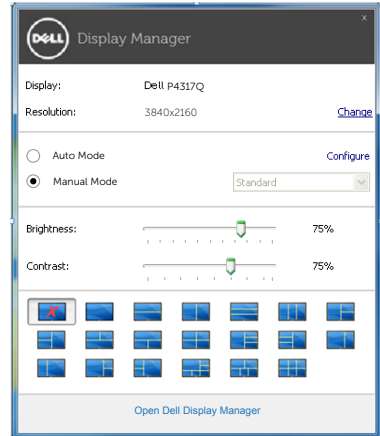 x
DELL Display Manager
Display: Dell P4317Q
Resolution: 3840x2160 Change
Auto Mode Configure
Manual Mode Standard
Brightness: 75%
Contrast: 75%
Open Dell Display Manager